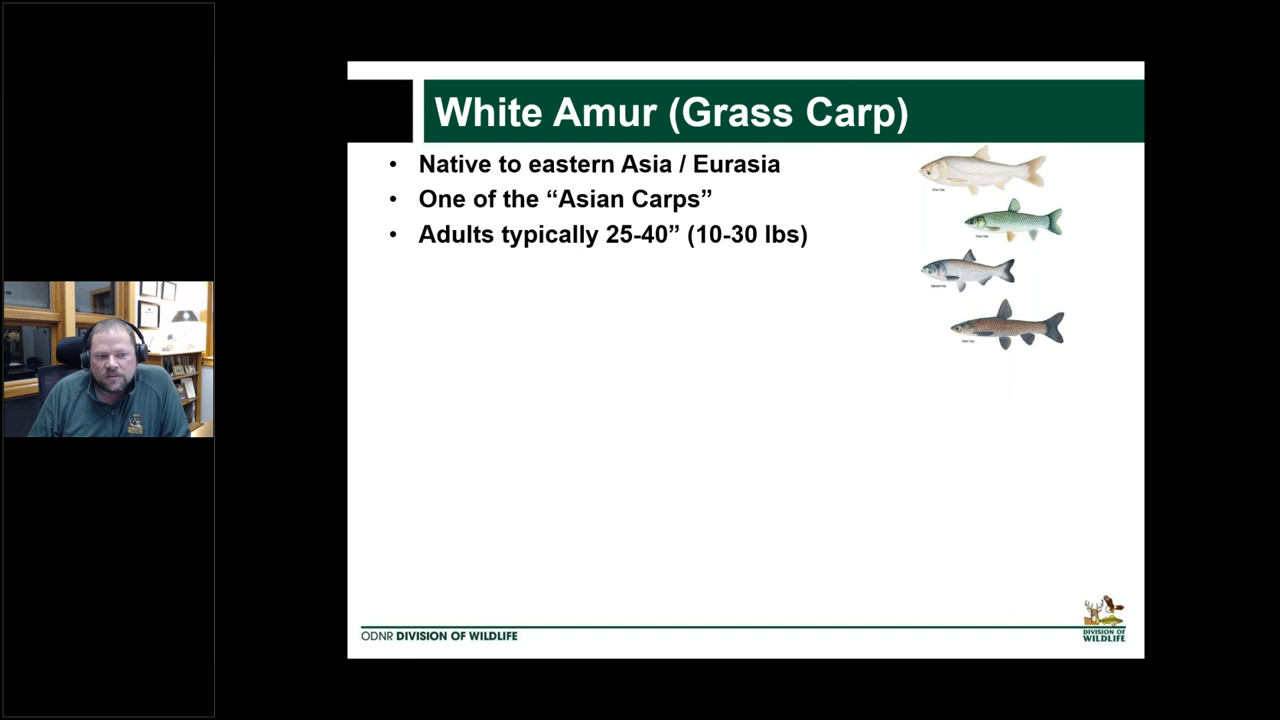 White Amur (Grass Carp)
• Native to eastern Asia / Eurasia
• One of the “Asian Carps”
• Adults typically 25-40” (10-30 lbs)
ODNR DIVISION OF WILDLIFE
DIVISION OF
WILDLIFE